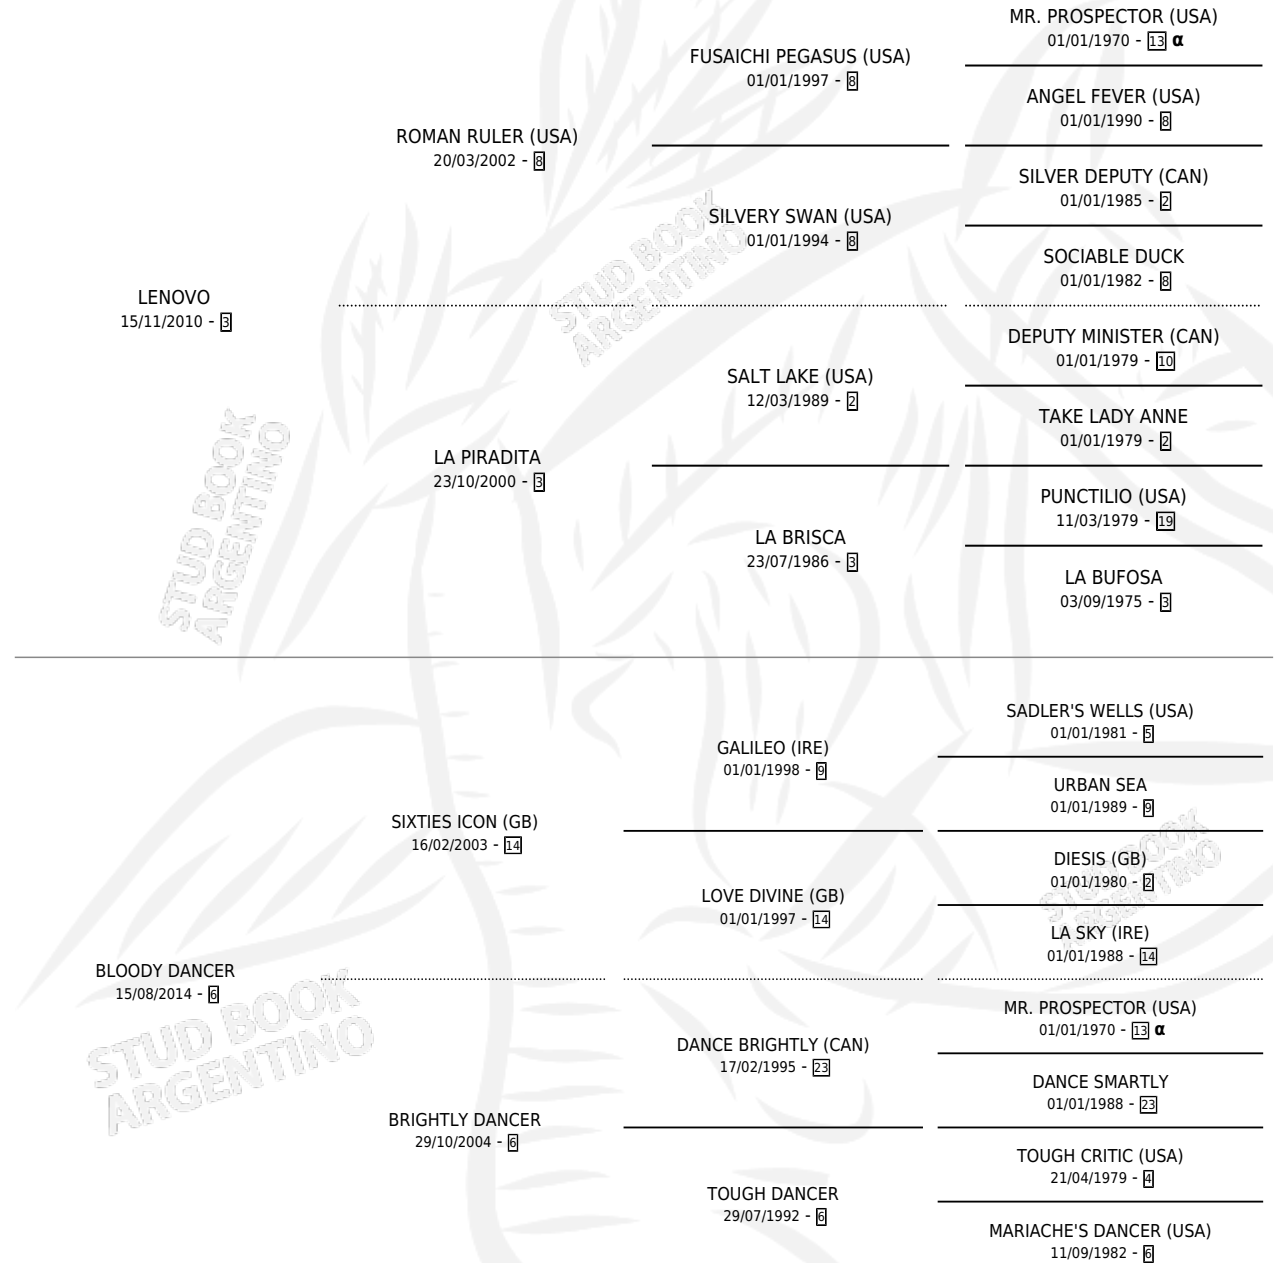 MR. PROSPECTOR (USA)
01/01/1970 - 13 α
FUSAICHI PEGASUS (USA)
01/01/1997 - 8
ANGEL FEVER (USA)
01/01/1990 - 8
ROMAN RULER (USA)
20/03/2002 - 8
SILVER DEPUTY (CAN)
01/01/1985 - 2
SILVERY SWAN (USA)
01/01/1994 - 8
SOCIABLE DUCK
01/01/1982 - 8
LENOVO
15/11/2010 - 3
DEPUTY MINISTER (CAN)
01/01/1979 - 10
SALT LAKE (USA)
12/03/1989 - 2
TAKE LADY ANNE
01/01/1979 - 2
LA PIRADITA
23/10/2000 - 3
PUNCTILIO (USA)
11/03/1979 - 19
LA BRISCA
23/07/1986 - 3
LA BUFOSA
03/09/1975 - 3
SADLER'S WELLS (USA)
01/01/1981 - 5
GALILEO (IRE)
01/01/1998 - 9
URBAN SEA
01/01/1989 - 9
SIXTIES ICON (GB)
16/02/2003 - 14
DIESIS (GB)
01/01/1980 - 2
LOVE DIVINE (GB)
01/01/1997 - 14
LA SKY (IRE)
01/01/1988 - 14
BLOODY DANCER
15/08/2014 - 6
MR. PROSPECTOR (USA)
01/01/1970 - 13 α
DANCE BRIGHTLY (CAN)
17/02/1995 - 23
DANCE SMARTLY
01/01/1988 - 23
BRIGHTLY DANCER
29/10/2004 - 6
TOUGH CRITIC (USA)
21/04/1979 - 4
TOUGH DANCER
29/07/1992 - 6
MARIACHE'S DANCER (USA)
11/09/1982 - 6
STUD BOOK
ARGENTINO
STUD BOOK
ARGENTINO
STUD BOOK
ARGENTINO
STUD BOOK
ARGENTINO